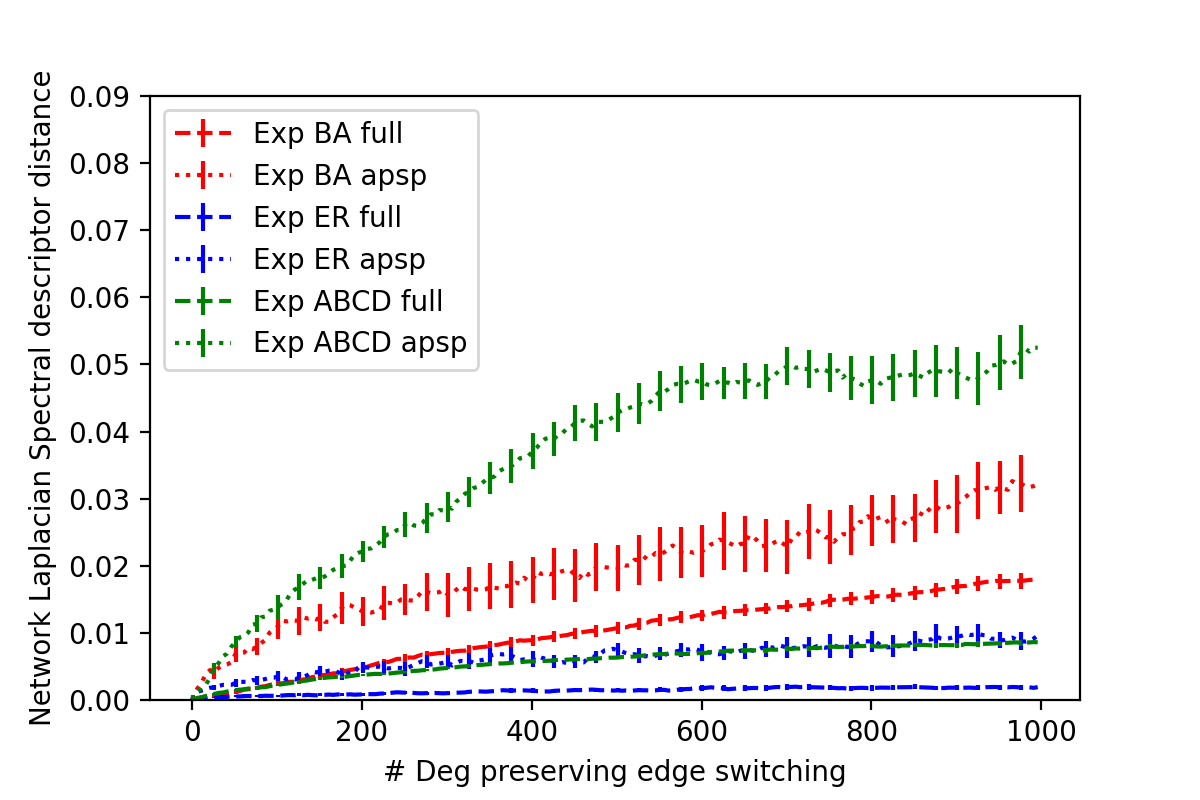 Network Laplacian Spectral descriptor distance
0.09
0.08
0.07
0.06
0.05
0.04
0.03
0.02
0.01
0.00
Exp BA full
Exp BA apsp
Exp ER full
Exp ER apsp
Exp ABCD full
Exp ABCD apsp
0 200 400 600 800 1000
# Deg preserving edge switching